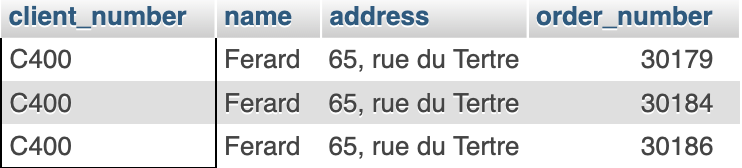 client_number name address order_number
C400 Ferard 65, rue du Tertre 30179
C400 Ferard 65, rue du Tertre 30184
C400 Ferard 65, rue du Tertre 30186